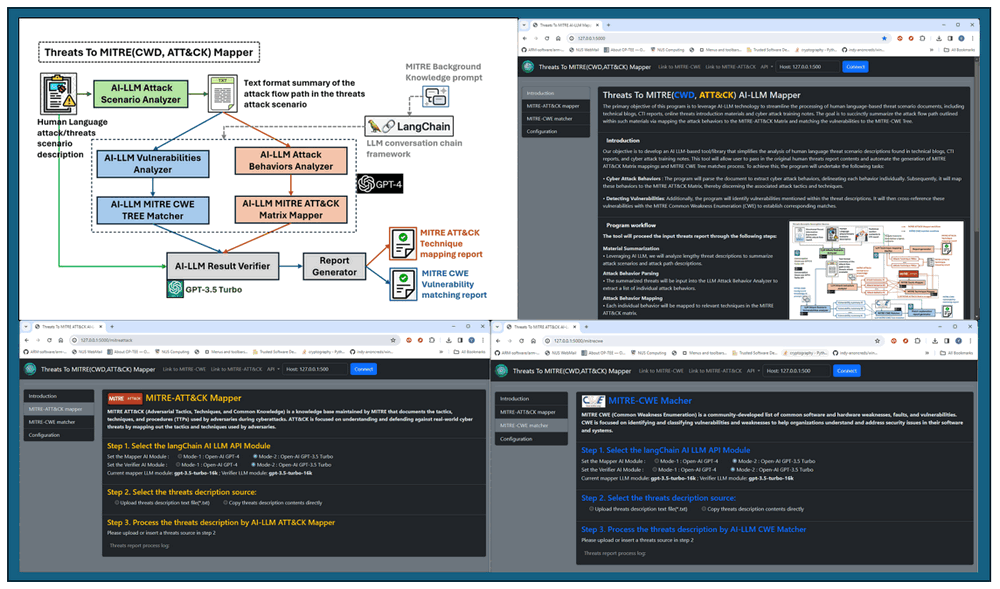 Threats To MITRE(CWD, ATT&CK) Mapper
AI-LLM Attack
Scenario Analyzer
TXT
Text format summary of the
attack flow path in the threats
attack scenario
MITRE Background
Knowledge prompt
Human Language
attack/threats
scenario
description
LangChain
LLM conversation chain
framework
AI-LLM Vulnerabilities
Analyzer
AI-LLM Attack
Behaviors Analyzer
GPT-4
AI-LLM MITRE CWE
TREE Matcher
AI-LLM MITRE ATT&CK
Matrix Mapper
AI-LLM Result Verifier
GPT-3.5 Turbo
Report
Generator
MITRE ATT&CK
Technique
mapping report
MITRE CWE
Vulnerability
matching report
127.0.0.1:5000
Threats To MITRE(CWD,ATT&CK) Mapper
Link to MITRE-CWE
Link to MITRE-ATT&CK
API
Host: 127.0.0.1:5000
Connect
Introduction
MITRE-ATT&CK mapper
MITRE-CWE matcher
Configuration
Threats To MITRE(CWD, ATT&CK) AI-LLM Mapper
The primary objective of this program is to leverage AI-LLM technology to streamline the processing of human language-based threat scenario documents, including
technical blogs, CTI reports, online threats introduction materials and cyber attack training notes. The goal is to succinctly summarize the attack flow path outlined
within such materials via mapping the attack behaviors to the MITRE-ATT&CK Matrix and matching the vulnerabilities to the MITRE-CWE Tree.
Introduction
Our objective is to develop an AI LLM-based tool/library that simplifies the analysis of human language threat scenario descriptions found in technical blogs, CTI
reports, and cyber attack training notes. This tool will allow user to pass in the original human threats report contents and automate the generation of MITRE
ATT&CK Matrix mappings and MITRE CWE Tree matches process. To achieve this, the program will undertake the following tasks:
• Cyber Attack Behaviors : The program will parse the document to extract cyber attack behaviors, delineating each behavior individually. Subsequently, it will map
these behaviors to the MITRE ATT&CK Matrix, thereby discerning the associated attack tactics and techniques.
• Detecting Vulnerabilities: Additionally, the program will identify vulnerabilities mentioned within the threat descriptions. It will then cross-reference these
vulnerabilities with the MITRE Common Weakness Enumeration (CWE) to establish corresponding matches.
Program workflow
The tool will proceed the input threats report through the following steps:
Material Summarization
• Leveraging AI-LLM, we will analyze lengthy threat descriptions to summarize
attack scenarios and attack path descriptions.
Attack Behavior Parsing
• The summarized threats will be input into the LLM Attack Behavior Analyzer to
extract a list of individual attack behaviors.
Attack Behavior Mapping
• Each individual behavior will be mapped to relevant techniques in the MITRE
ATT&CK matrix.
127.0.0.1:5000/mitreattack
Threats To MITRE(CWD,ATT&CK) Mapper
Link to MITRE-CWE
Link to MITRE-ATT&CK
API
Host: 127.0.0.1:500
Connect
Introduction
MITRE-ATT&CK mapper
MITRE-CWE matcher
Configuration
MITRE-ATT&CK Mapper
MITRE ATT&CK (Adversarial Tactics, Techniques, and Common Knowledge) is a knowledge base maintained by MITRE that documents the tactics,
techniques, and procedures (TTPs) used by adversaries during cyberattacks. ATT&CK is focused on understanding and defending against real-world cyber
threats by mapping out the tactics and techniques used by adversaries.
Step 1. Select the langChain AI LLM API Module
Set the Mapper AI Module : Mode-1 : Open-AI GPT-4 Mode-2 : Open-AI GPT-3.5 Turbo
Set the Verifier AI Module : Mode-1 : Open-AI GPT-4 Mode-2 : Open-AI GPT-3.5 Turbo
Current mapper LLM module: gpt-3.5-turbo-16k ; Verifier LLM module: gpt-3.5-turbo-16k
Step 2. Select the threats decription source:
Upload threats description text file(*.txt) Copy threats description contents directly
Step 3. Process the threats description by AI-LLM ATT&CK Mapper
Please upload or insert a threats source in step 2
Threats report process log:
127.0.0.1:5000/mitrecwe
Threats To MITRE(CWD,ATT&CK) Mapper
Link to MITRE-CWE
Link to MITRE-ATT&CK
API
Host: 127.0.0.1:500
Connect
Introduction
MITRE-ATT&CK mapper
MITRE-CWE matcher
Configuration
CWE
MITRE-CWE Macher
MITRE CWE (Common Weakness Enumeration) is a community-developed list of common software and hardware weaknesses, faults, and vulnerabilities.
CWE is focused on identifying and classifying vulnerabilities and weaknesses to help organizations understand and address security issues in their software
and systems.
Step 1. Select the langChain AI LLM API Module
Set the Mapper AI Module : Mode-1 : Open-AI GPT-4 Mode-2 : Open-AI GPT-3.5 Turbo
Set the Verifier AI Module : Mode-1 : Open-AI GPT-4 Mode-2 : Open-AI GPT-3.5 Turbo
Current mapper LLM module: gpt-3.5-turbo-16k ; Verifier LLM module: gpt-3.5-turbo-16k
Step 2. Select the threats decription source:
Upload threats description text file(*.txt) Copy threats description contents directly
Step 3. Process the threats description by AI-LLM CWE Matcher
Please upload or insert a threats source in step 2
Threats report process log: